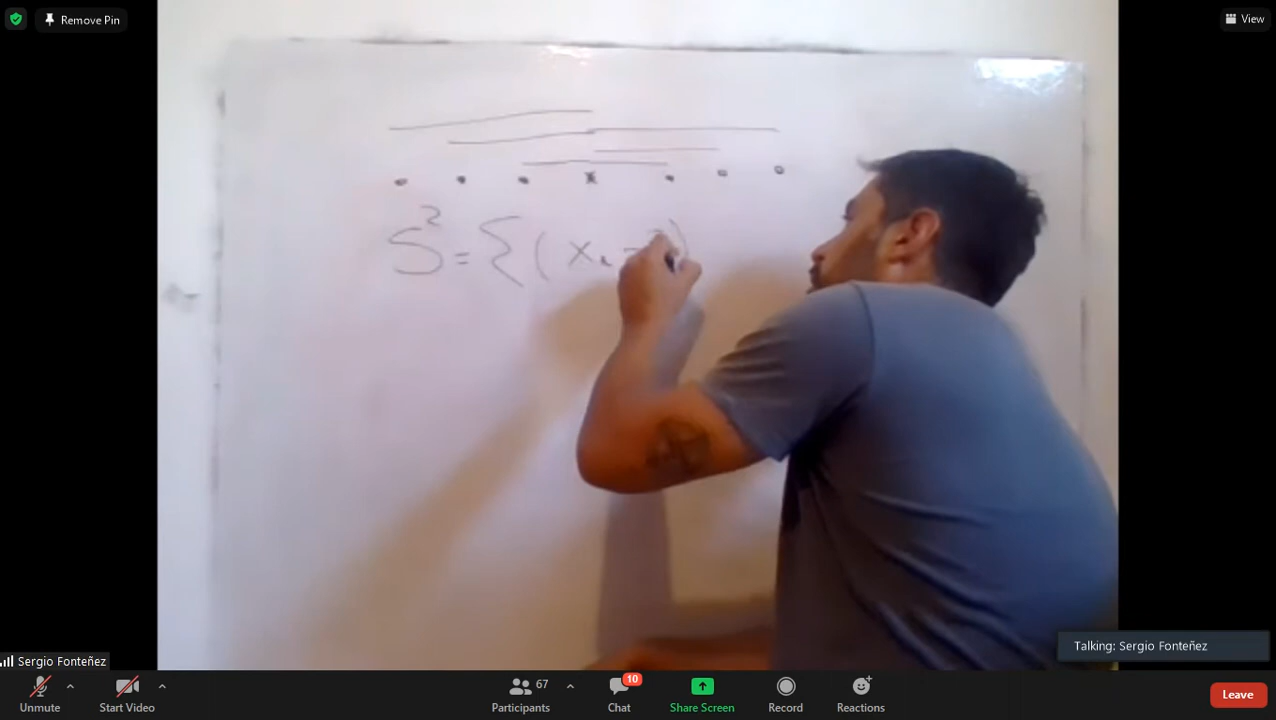 Remove Pin
View
S² = { ( x,
Talking: Sergio Fonteñez
Sergio Fonteñez
Unmute
Start Video
67
Participants
10
Chat
Share Screen
Record
Reactions
Leave